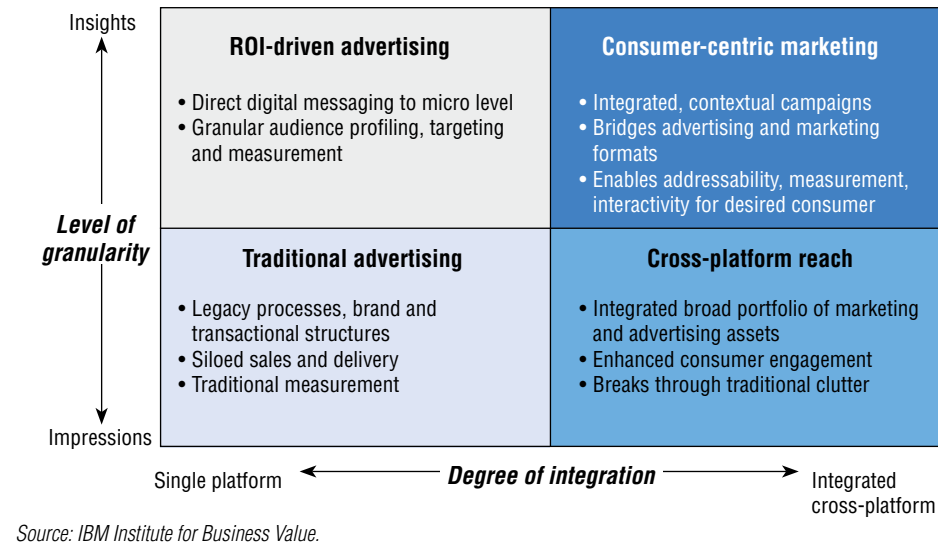 Insights
ROI-driven advertising
• Direct digital messaging to micro level
• Granular audience profiling, targeting
and measurement
Consumer-centric marketing
• Integrated, contextual campaigns
• Bridges advertising and marketing
formats
• Enables addressability, measurement,
interactivity for desired consumer
Level of
granularity
Traditional advertising
• Legacy processes, brand and
transactional structures
• Siloed sales and delivery
• Traditional measurement
Cross-platform reach
• Integrated broad portfolio of marketing
and advertising assets
• Enhanced consumer engagement
• Breaks through traditional clutter
Impressions
Single platform
Degree of integration
Integrated
cross-platform
Source: IBM Institute for Business Value.